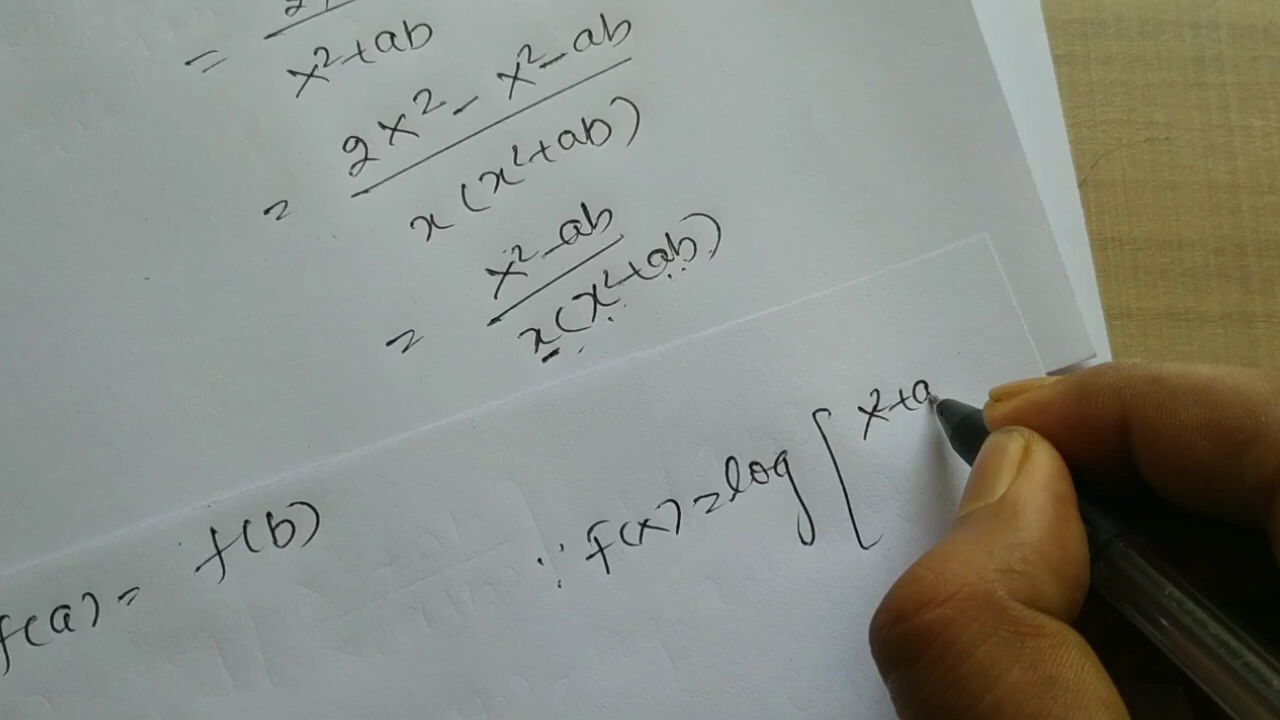 = x²+ab
= 2x² - x² - ab / x(x²+ab)
= x² - ab / x(x²+ab)
f(a) = f(b) ∵ f(x) = log [ x²+a